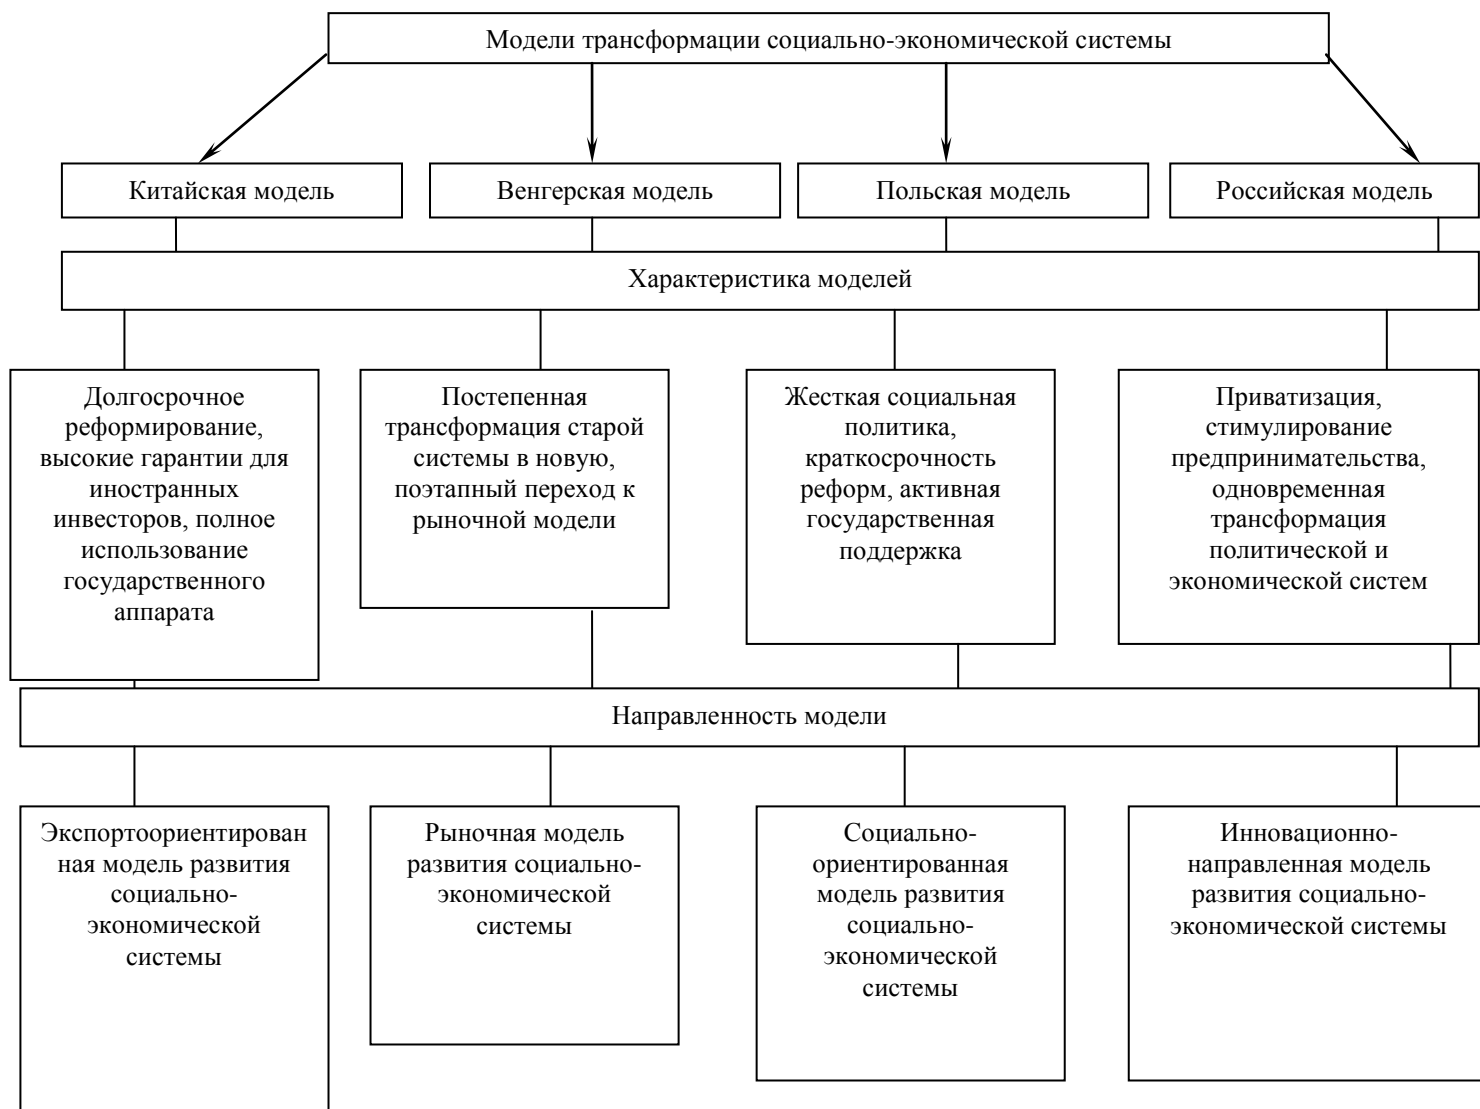 Модели трансформации социально-экономической системы
Китайская модель
Венгерская модель
Польская модель
Российская модель
Характеристика моделей
Долгосрочное
реформирование,
высокие гарантии для
иностранных
инвесторов, полное
использование
государственного
аппарата
Постепенная
трансформация старой
системы в новую,
поэтапный переход к
рыночной модели
Жесткая социальная
политика,
краткосрочность
реформ, активная
государственная
поддержка
Приватизация,
стимулирование
предпринимательства,
одновременная
трансформация
политической и
экономической систем
Направленность модели
Экспортоориентирован
ная модель развития
социально-
экономической
системы
Рыночная модель
развития социально-
экономической
системы
Социально-
ориентированная
модель развития
социально-
экономической
системы
Инновационно-
направленная модель
развития социально-
экономической системы